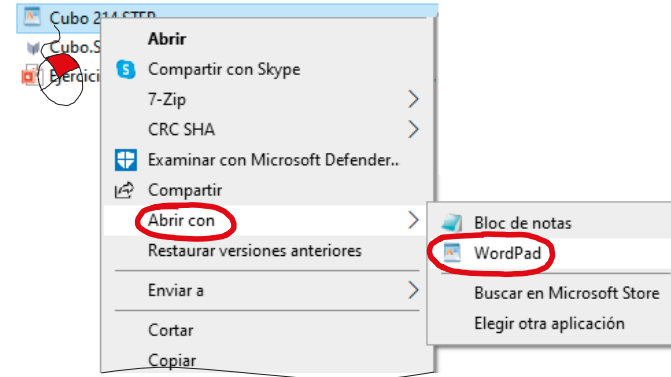 Cubo 214.STEP
Cubo.S
Ejercici
Abrir
Compartir con Skype
7-Zip
CRC SHA
Examinar con Microsoft Defender..
Compartir
Abrir con
Restaurar versiones anteriores
Enviar a
Cortar
Copiar
Bloc de notas
WordPad
Buscar en Microsoft Store
Elegir otra aplicación